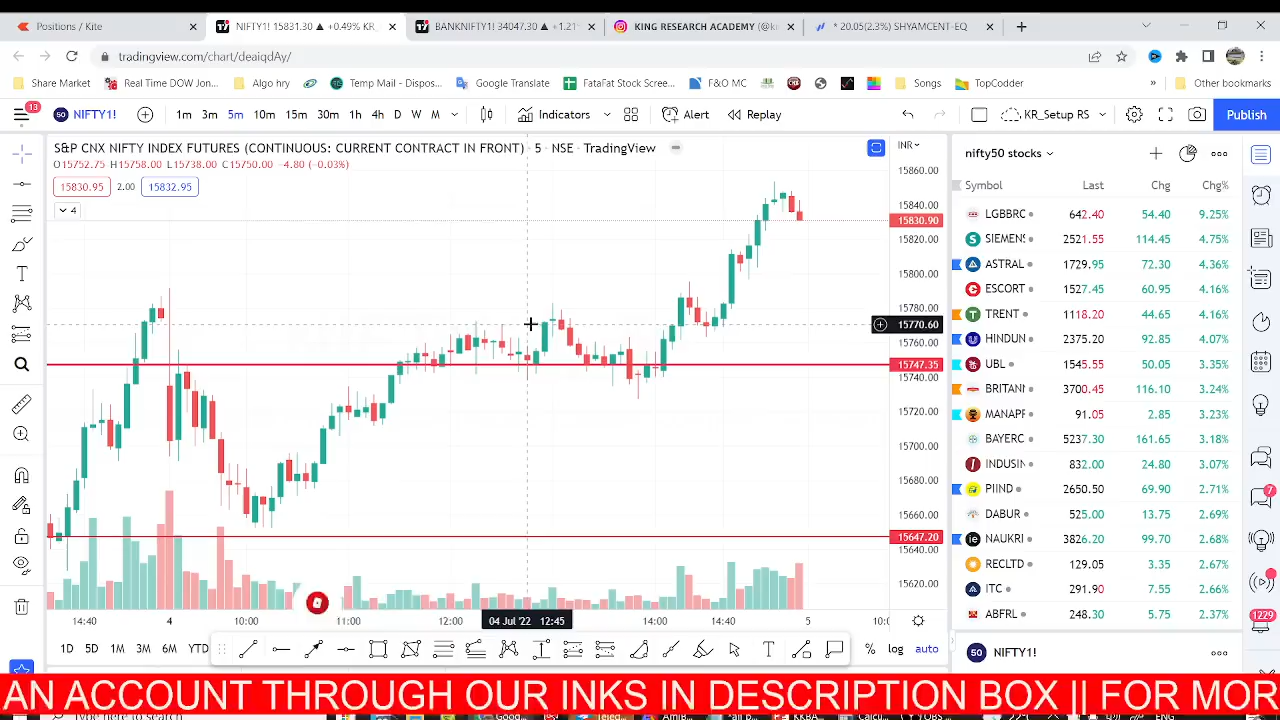 Positions / Kite
NIFTY1! 15831.30 ▲ +0.49% KR_
BANKNIFTY1! 34047.30 ▲ +1.21
KING RESEARCH ACADEMY (@kr
* 20.05(2.3%) SHYAMCENT-EQ
tradingview.com/chart/deaiqdAy/
Share Market
Real Time DOW Jon...
Algo hry
Temp Mail - Dispos...
Google Translate
FataFat Stock Scree...
F&O MC
Songs
TopCoder
»
Other bookmarks
13
NIFTY1!
1m 3m 5m 10m 15m 30m 1h 4h D W M
Indicators
Alert
Replay
KR_Setup RS
Publish
S&P CNX NIFTY INDEX FUTURES (CONTINUOUS: CURRENT CONTRACT IN FRONT) · 5 · NSE · TradingView
INR
O15752.75 H15758.00 L15738.00 C15750.00 -4.80 (-0.03%)
15830.95 2.00 15832.95
4
15860.00
15840.00
15830.90
15820.00
15800.00
15780.00
15770.60
15760.00
15747.35
15740.00
15720.00
15700.00
15680.00
15660.00
15647.20
15640.00
15620.00
14:40 4 10:00 11:00 12:00 04 Jul '22 12:45 14:00 14:40 5 10:0
1D 5D 1M 3M 6M YTD
% log auto
nifty50 stocks
Symbol Last Chg Chg%
LGBBRC 642.40 54.40 9.25%
SIEMENS 2521.55 114.45 4.75%
ASTRAL 1729.95 72.30 4.36%
ESCORT 1527.45 60.95 4.16%
TRENT 1118.20 44.65 4.16%
HINDUN 2375.20 92.85 4.07%
UBL 1545.55 50.05 3.35%
BRITAN 3700.45 116.10 3.24%
MANAPF 91.05 2.85 3.23%
BAYERC 5237.30 161.65 3.18%
INDUSIN 832.00 24.80 3.07%
PIIND 2650.50 69.90 2.71%
DABUR 525.00 13.75 2.69%
NAUKRI 3826.20 99.70 2.68%
RECLTD 129.05 3.35 2.67%
ITC 291.90 7.55 2.66%
ABFRL 248.30 5.75 2.37%
50 NIFTY1!
7
1229
AN ACCOUNT THROUGH OUR INKS IN DESCRIPTION BOX || FOR MOR